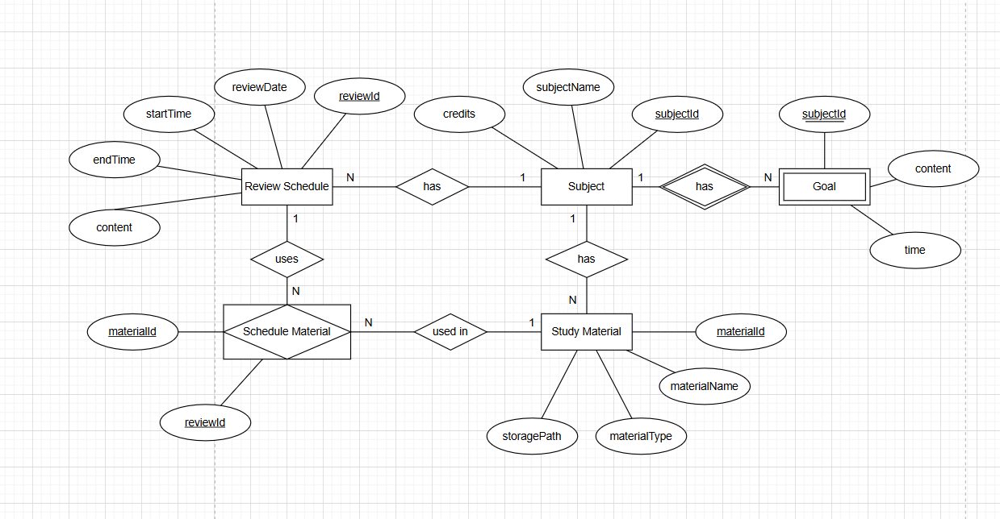 reviewDate
subjectName
reviewId
startTime
credits
subjectId
subjectId
endTime
content
N
1
1
N
Review Schedule
has
Subject
has
Goal
1
1
content
time
uses
has
N
N
materialId
Schedule Material
N
used in
1
Study Material
materialId
materialName
reviewId
storagePath
materialType